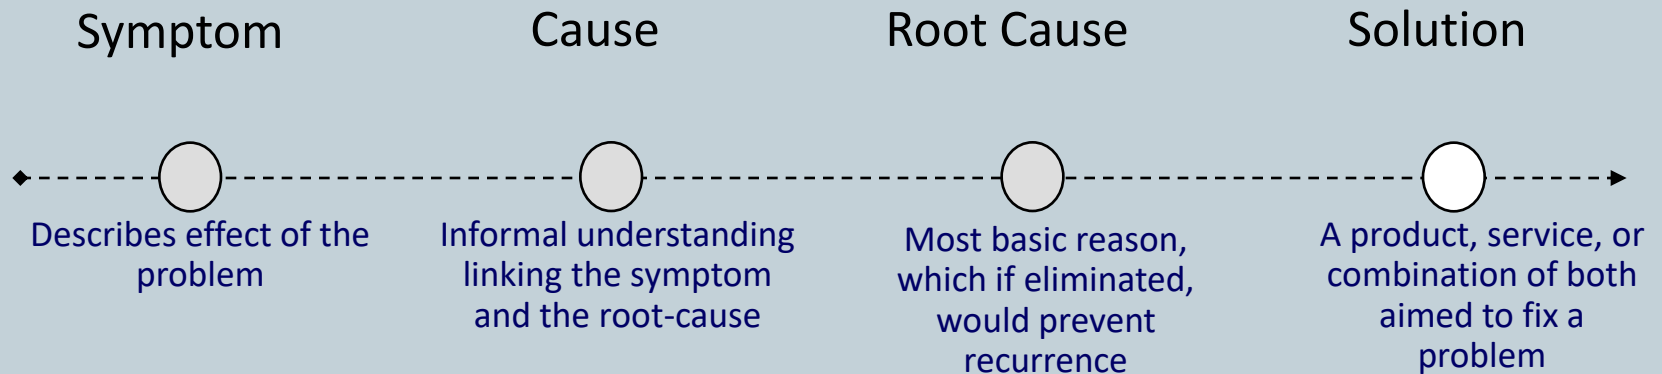 Symptom
Cause
Root Cause
Solution
Describes effect of the
problem
Informal understanding
linking the symptom
and the root-cause
Most basic reason,
which if eliminated,
would prevent
recurrence
A product, service, or
combination of both
aimed to fix a
problem